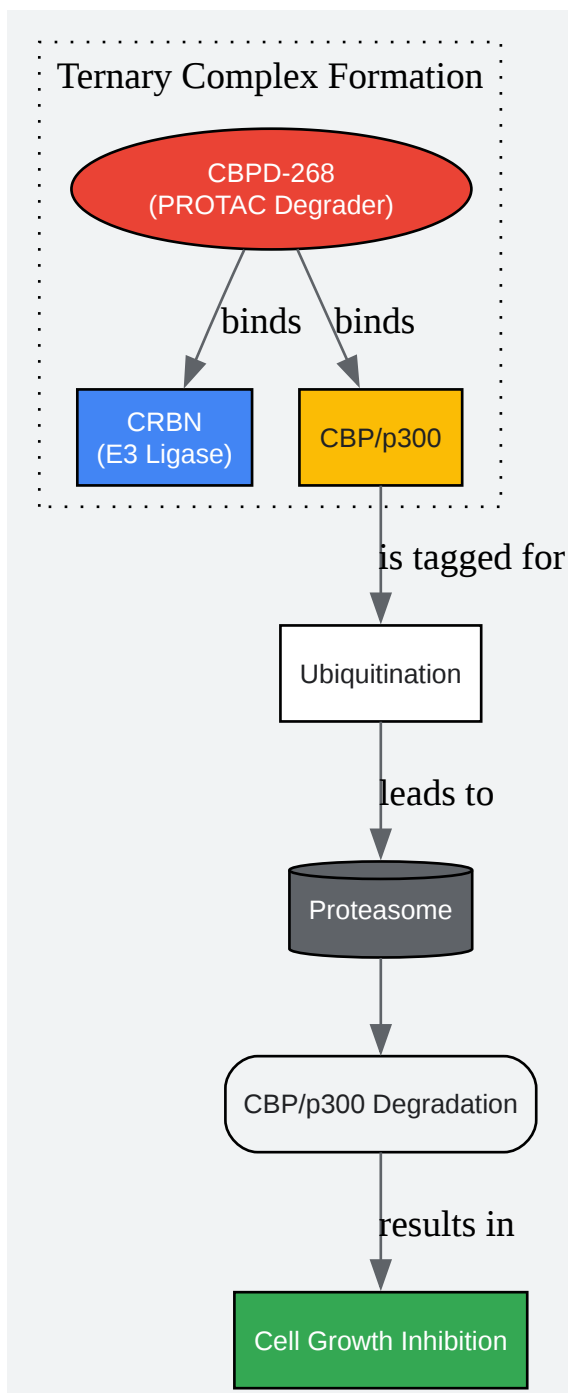 Ternary Complex Formation
CBPD-268
(PROTAC Degrader)
binds
binds
CRBN
(E3 Ligase)
CBP/p300
is tagged for
Ubiquitination
leads to
Proteasome
CBP/p300 Degradation
results in
Cell Growth Inhibition